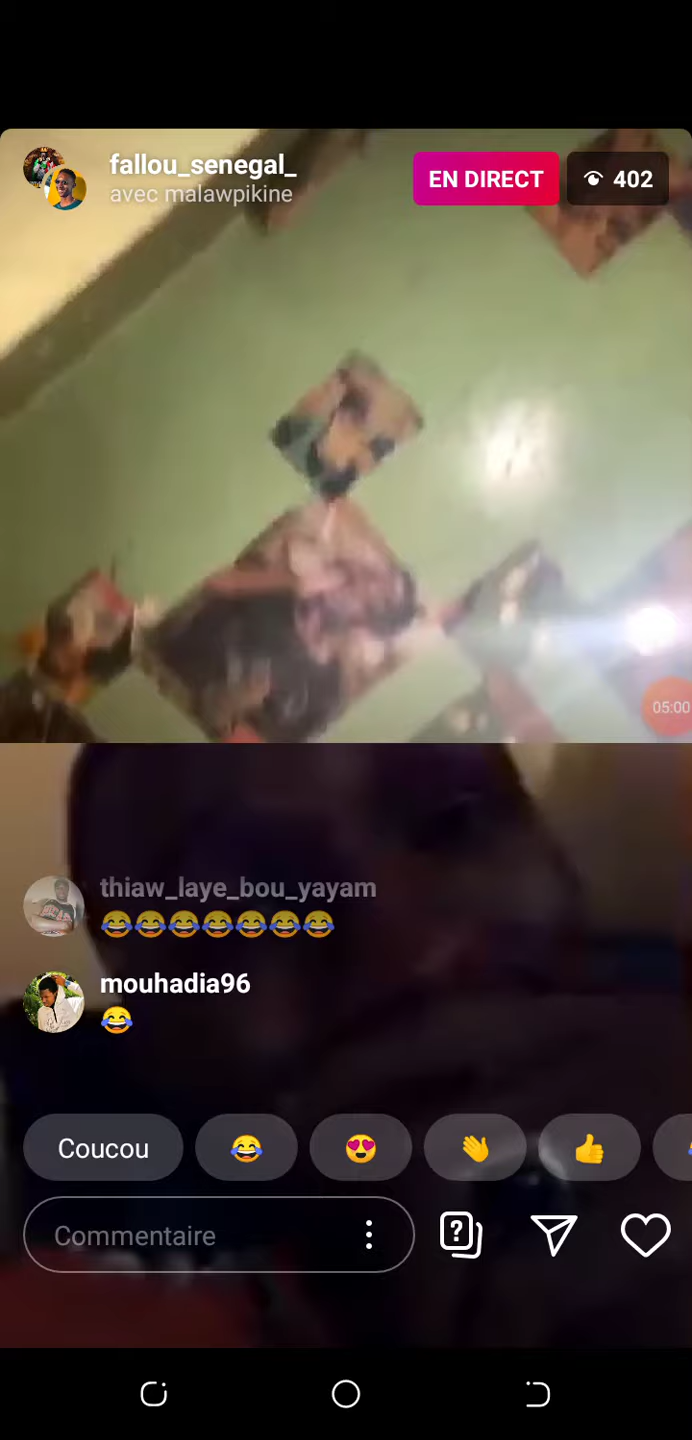 fallou_senegal_
avec malawpikine
EN DIRECT
402
05:00
thiaw_laye_bou_yayam
😂😂😂😂😂😂😂
mouhadia96
😂
Coucou 😂 😍 👋 👍
Commentaire